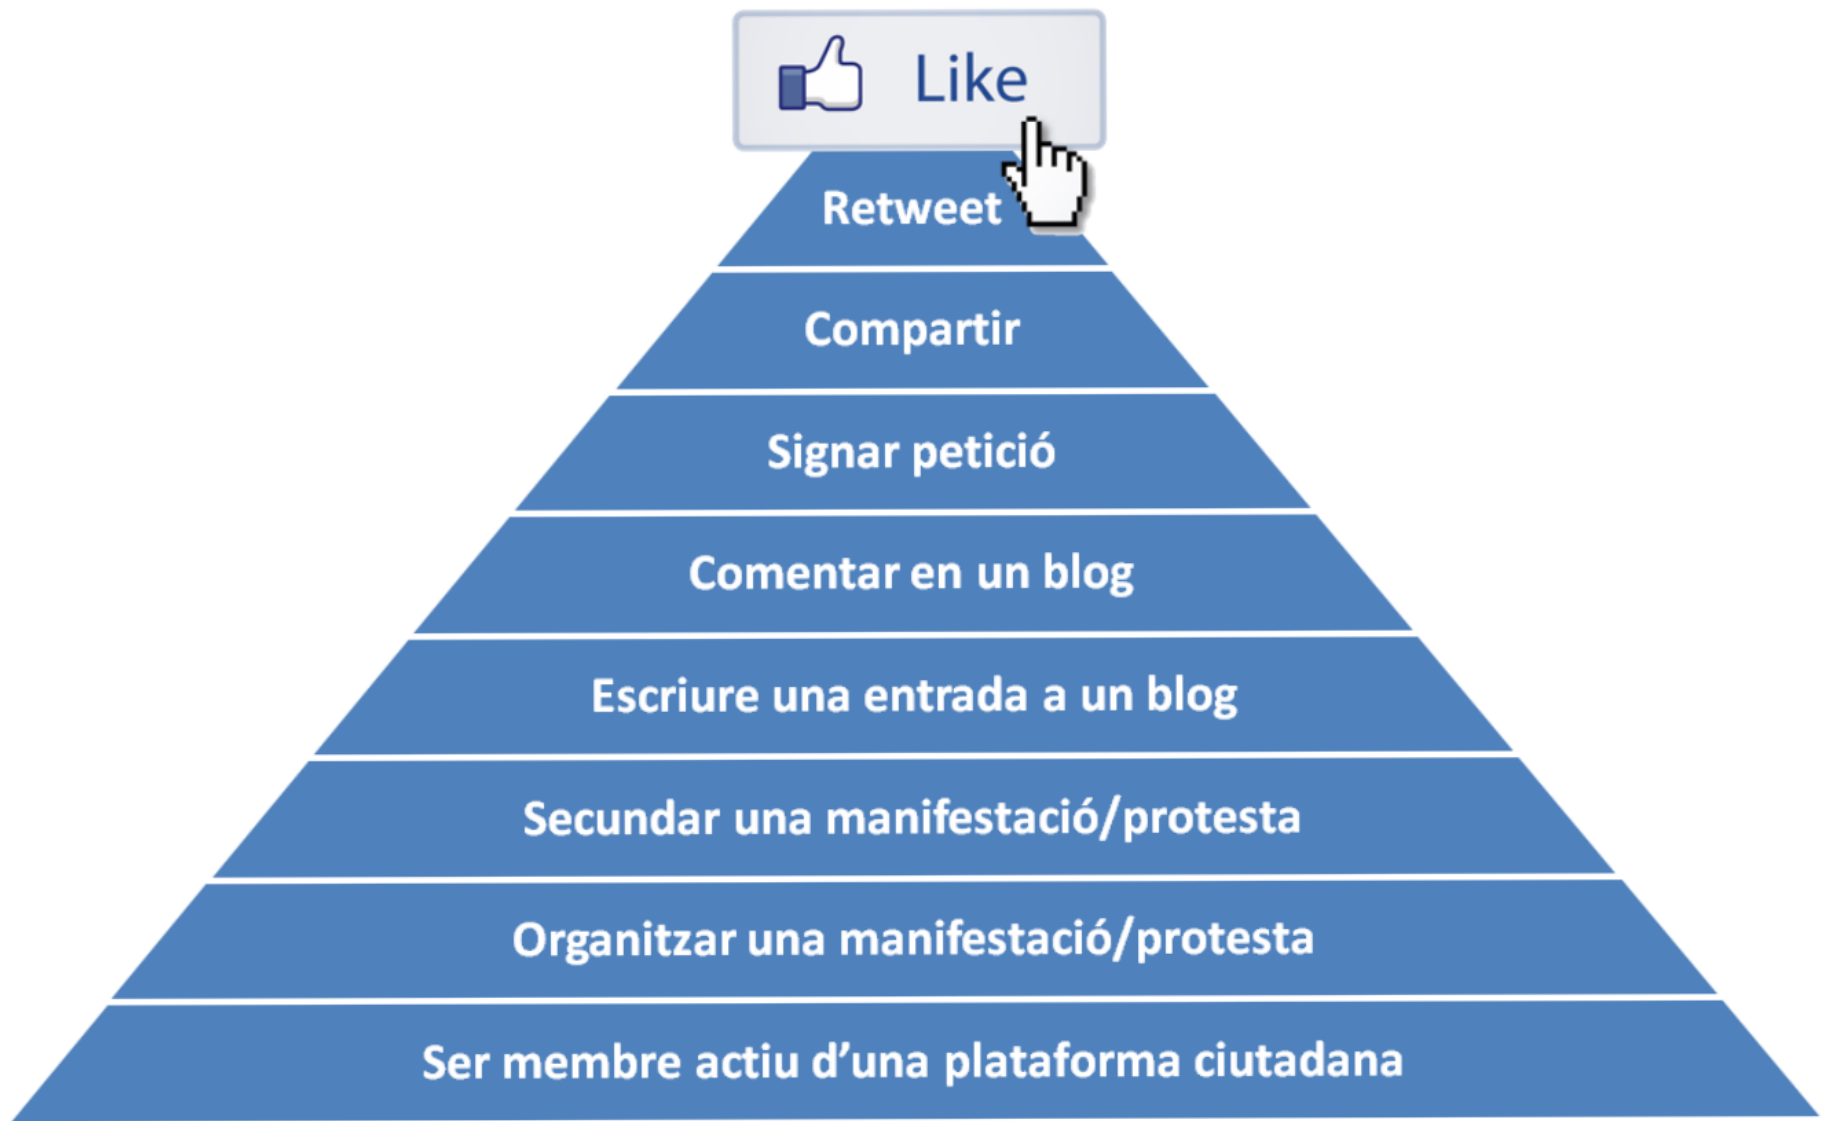 Like
Retweet
Compartir
Signar petició
Comentar en un blog
Escriure una entrada a un blog
Secundar una manifestació/protesta
Organitzar una manifestació/protesta
Ser membre actiu d’una plataforma ciutadana